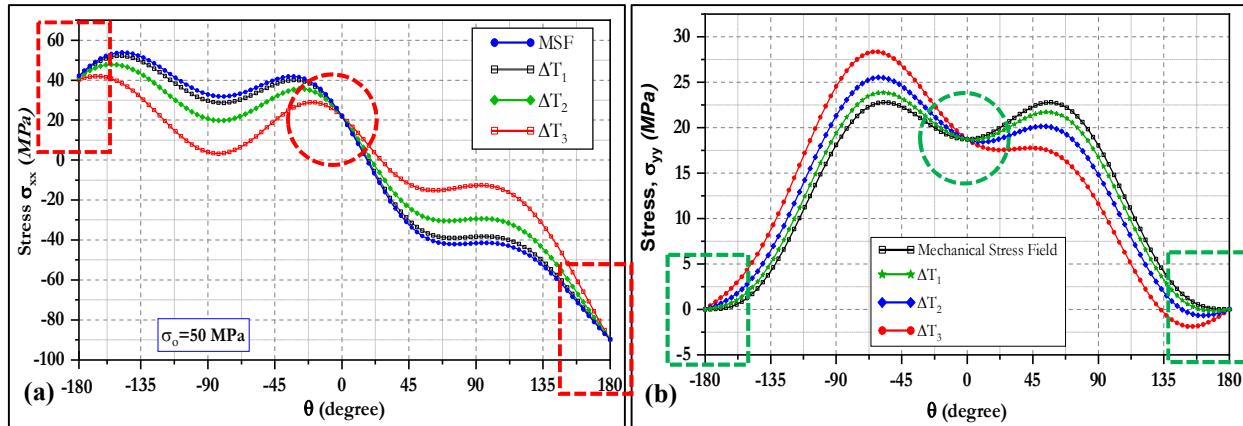 60
40
20
0
-20
-40
-60
-80
-100
Stress σxx (MPa)
MSF
ΔT1
ΔT2
ΔT3
σo=50 MPa
(a)
-180 -135 -90 -45 0 45 90 135 180
θ (degree)
30
25
20
15
10
5
0
-5
Stress, σyy (MPa)
Mechanical Stress Field
ΔT1
ΔT2
ΔT3
(b)
-180 -135 -90 -45 0 45 90 135 180
θ (degree)